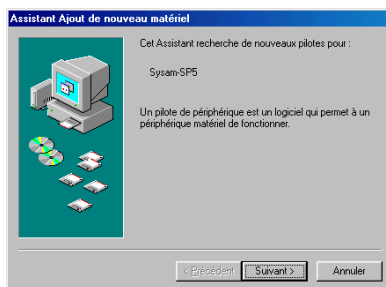 Assistant Ajout de nouveau matériel
Cet Assistant recherche de nouveaux pilotes pour :
Sysam-SP5
Un pilote de périphérique est un logiciel qui permet à un
périphérique matériel de fonctionner.
< Précédent Suivant > Annuler